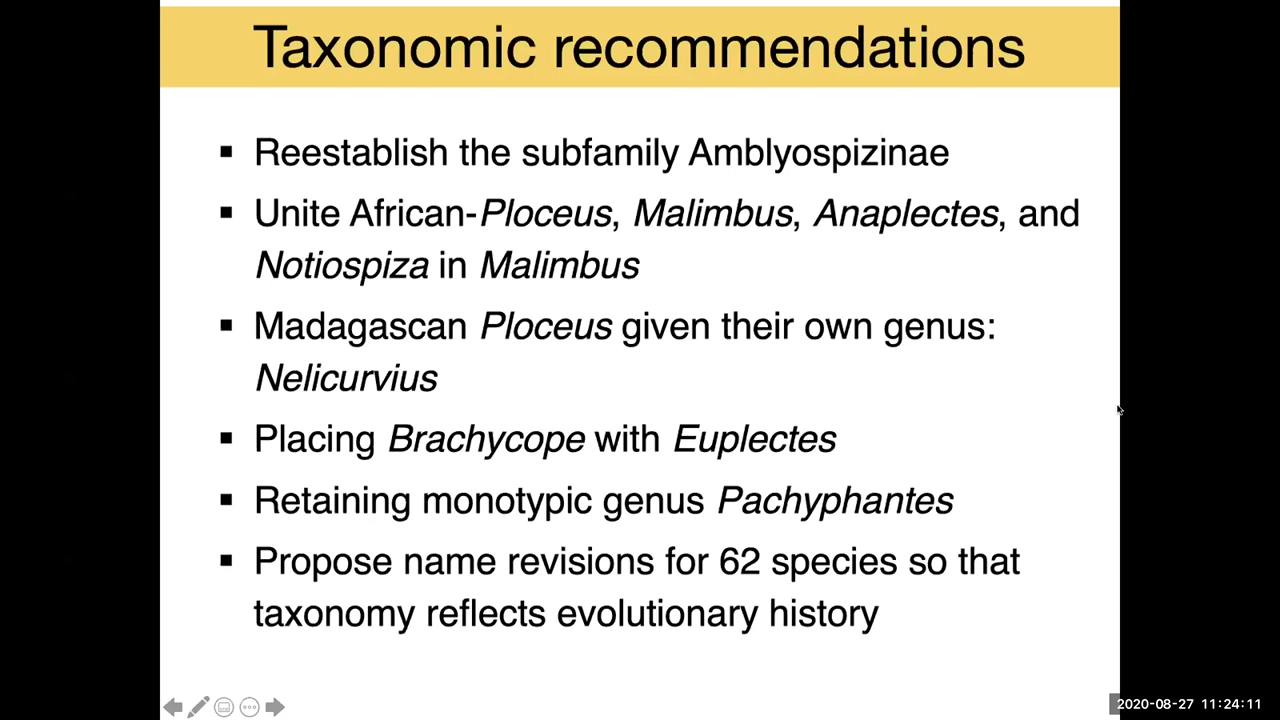 Taxonomic recommendations
▪ Reestablish the subfamily Amblyospizinae
▪ Unite African-Ploceus, Malimbus, Anaplectes, and
Notiospiza in Malimbus
▪ Madagascan Ploceus given their own genus:
Nelicurvius
▪ Placing Brachycope with Euplectes
▪ Retaining monotypic genus Pachyphantes
▪ Propose name revisions for 62 species so that
taxonomy reflects evolutionary history
2020-08-27 11:24:11